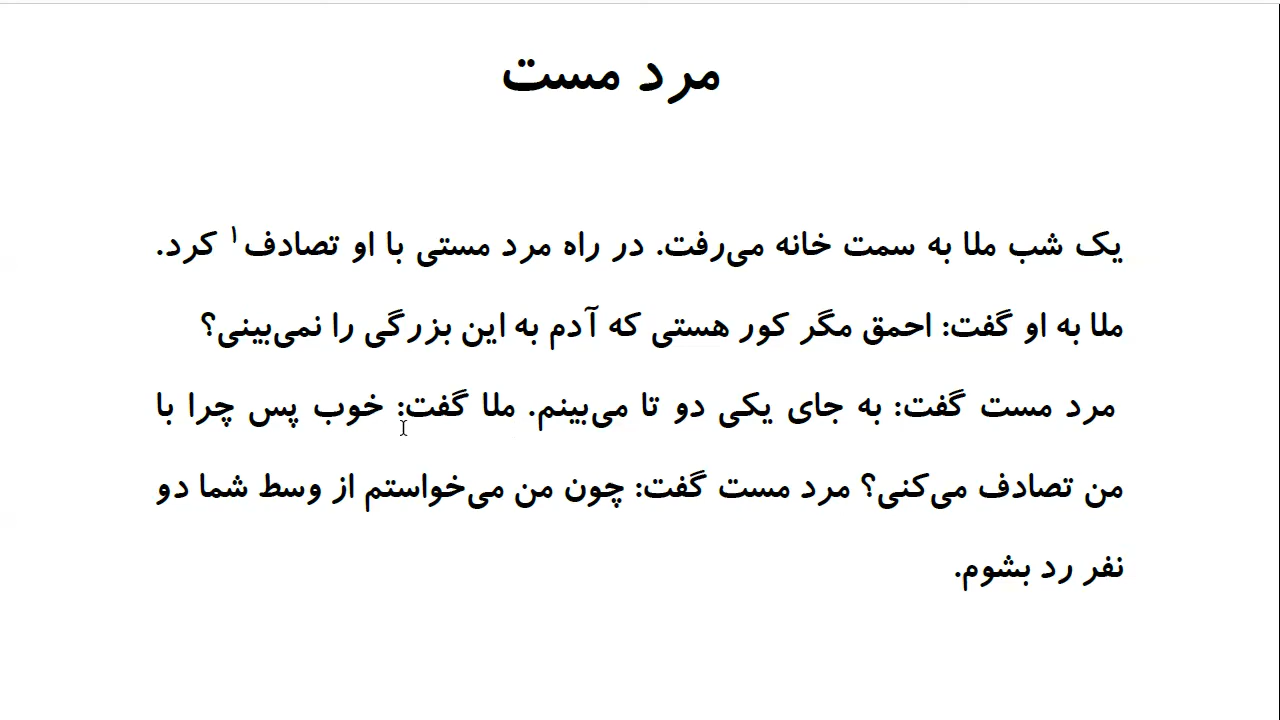 مرد مست
یک شب ملا به سمت خانه می‌رفت. در راه مرد مستی با او تصادف۱ کرد.
ملا به او گفت: احمق مگر کور هستی که آدم به این بزرگی را نمی‌بینی؟
مرد مست گفت: به جای یکی دو تا می‌بینم. ملا گفت: خوب پس چرا با
من تصادف می‌کنی؟ مرد مست گفت: چون من می‌خواستم از وسط شما دو
نفر رد بشوم.